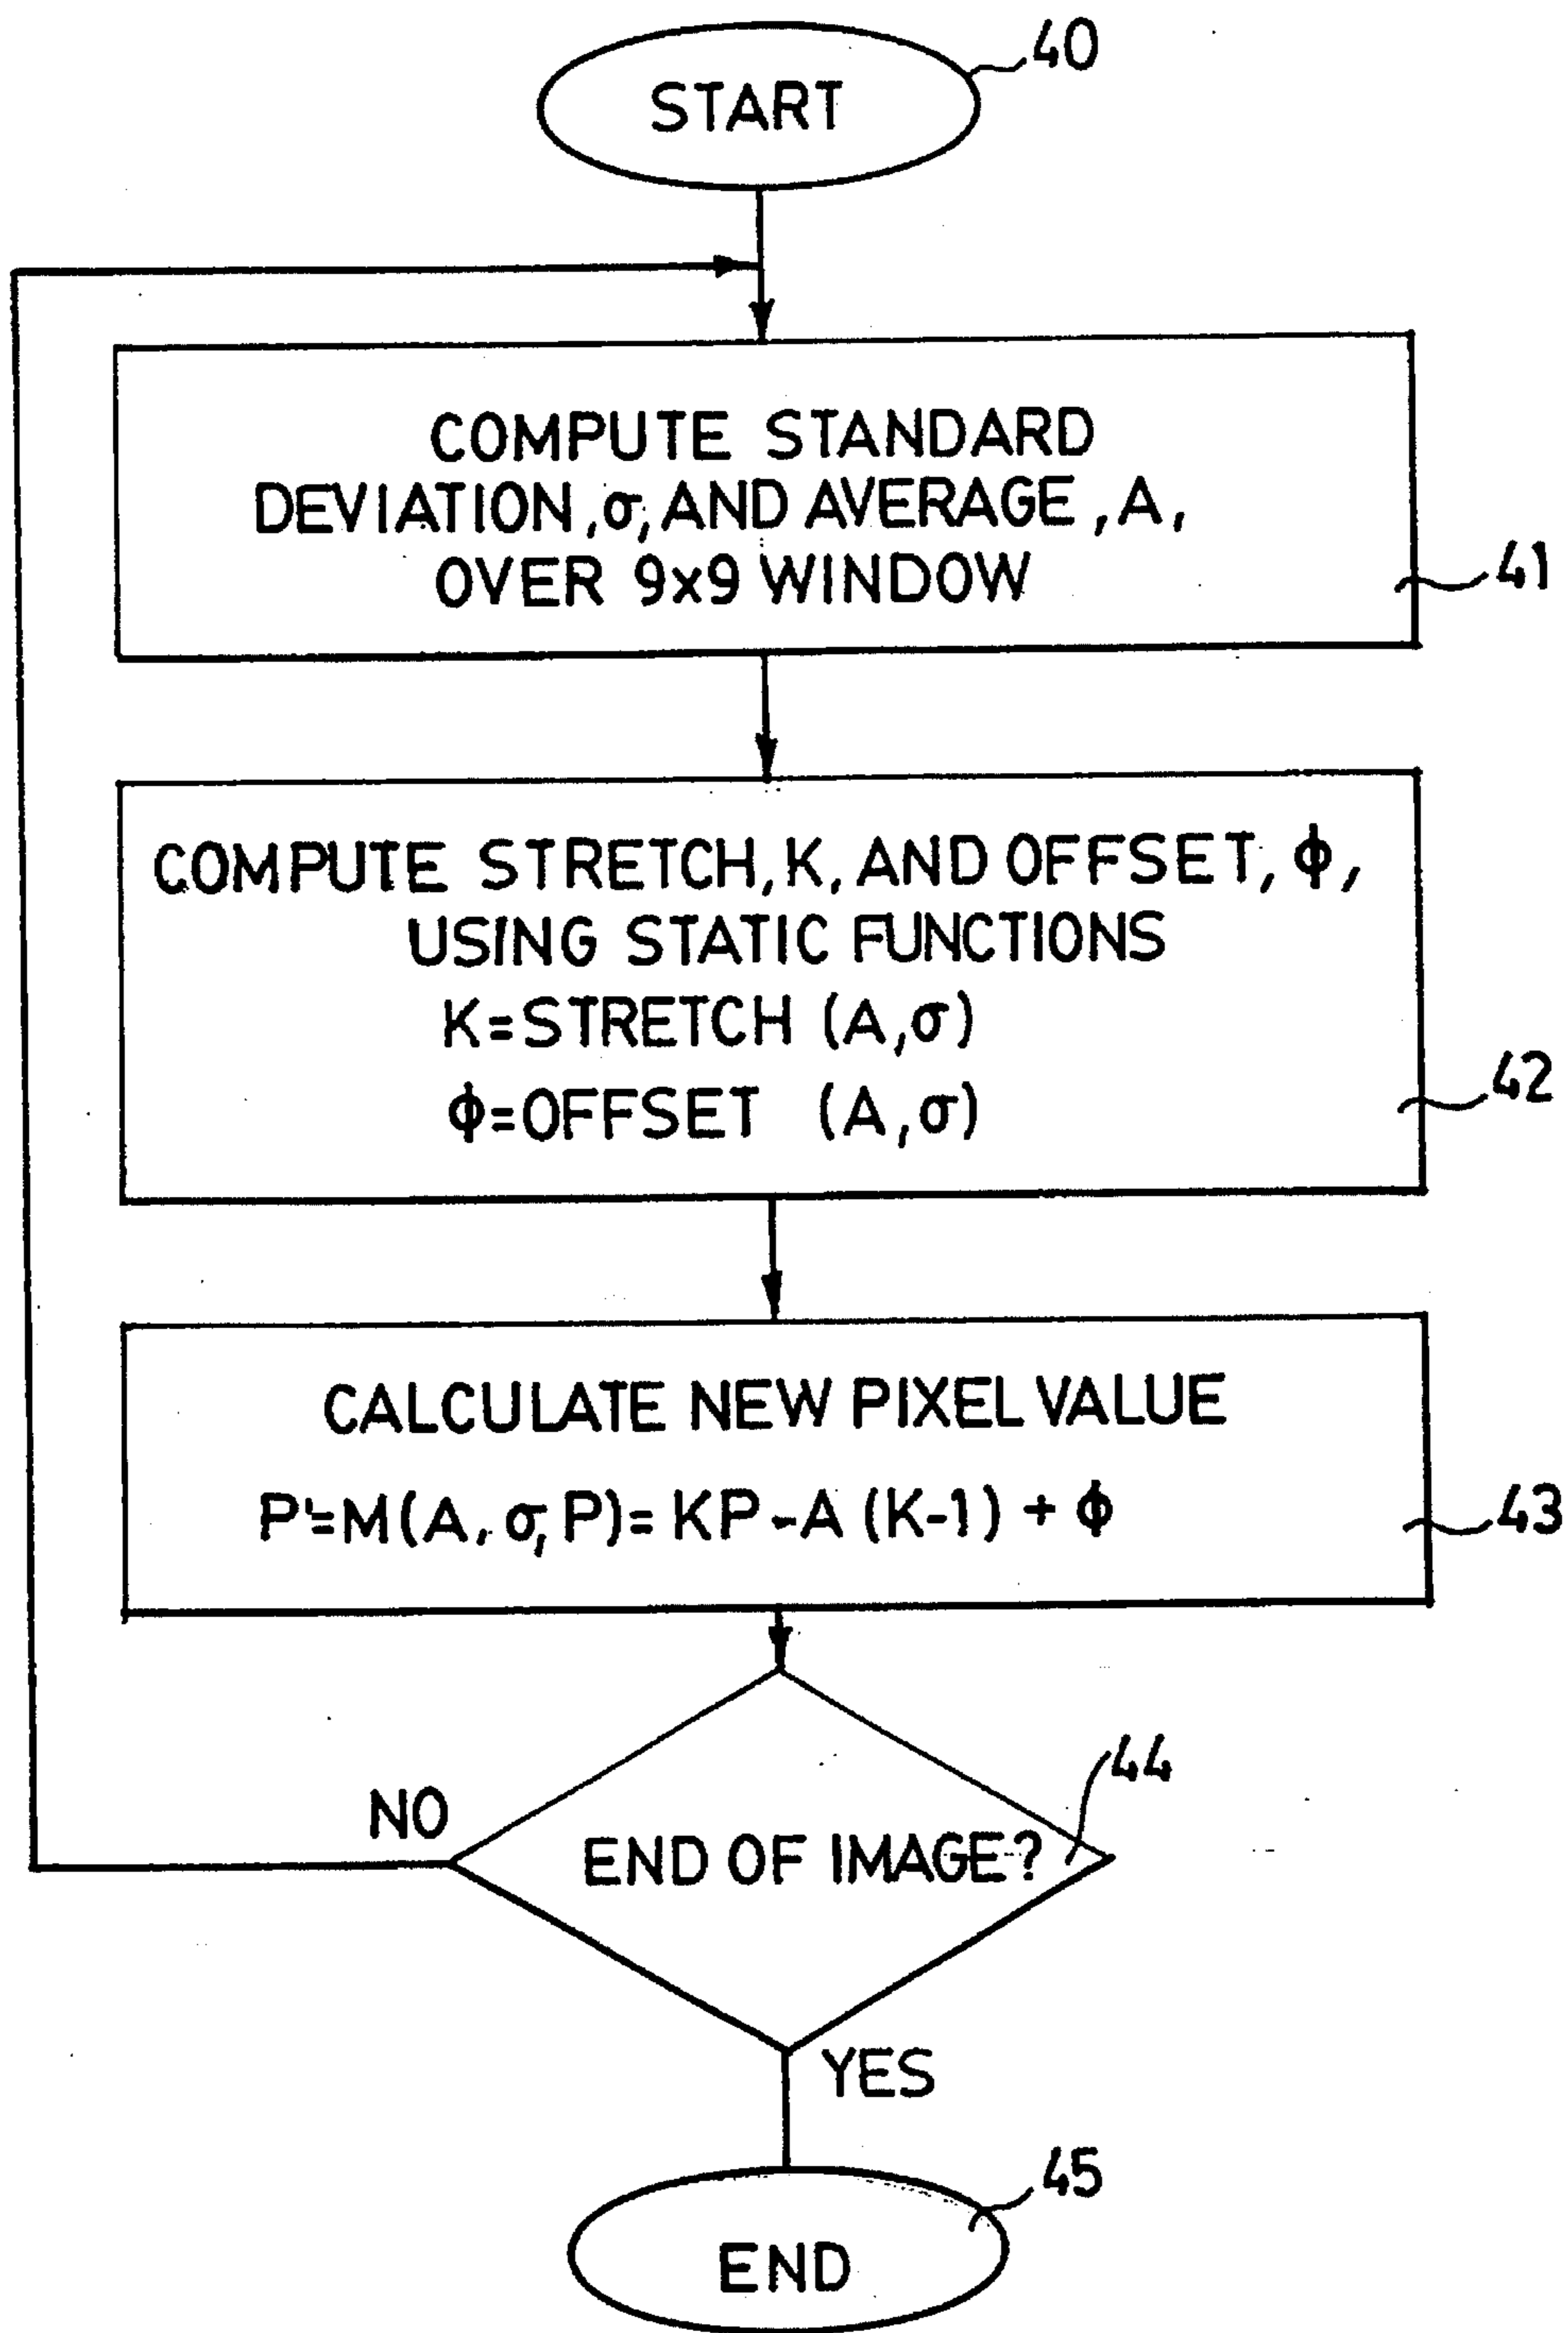 40
START
COMPUTE STANDARD
DEVIATION, σ, AND AVERAGE, A,
OVER 9x9 WINDOW
41
COMPUTE STRETCH, K, AND OFFSET, ϕ,
USING STATIC FUNCTIONS
K=STRETCH (A,σ)
ϕ=OFFSET (A,σ)
42
CALCULATE NEW PIXEL VALUE
P'=M(A, σ, P)= KP-A (K-1) + ϕ
43
44
NO
END OF IMAGE?
YES
45
END